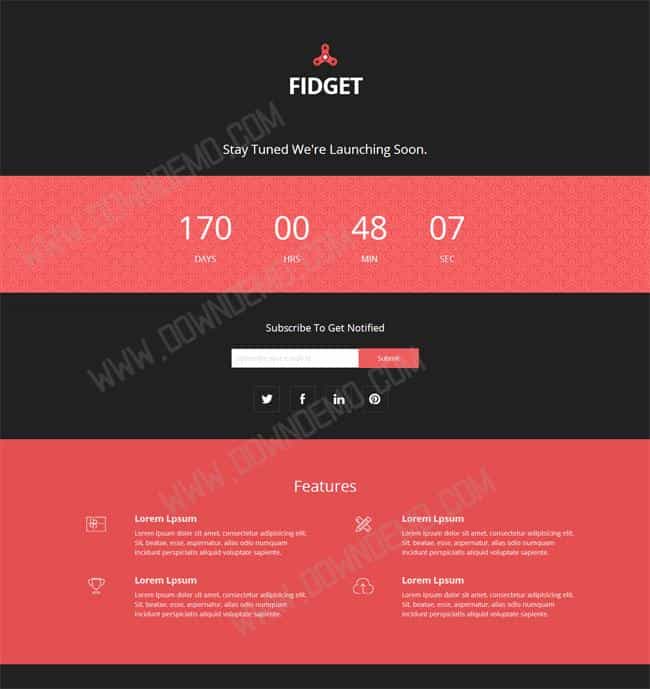 FIDGET
Stay Tuned We're Launching Soon.
170 00 48 07
DAYS HRS MIN SEC
Subscribe To Get Notified
Submit
Features
Lorem Lpsum
Lorem ipsum dolor sit amet, consectetur adipisicing elit.
Sit, beatae, esse, aspernatur, alias odio numquam
incidunt perspiciatis aliquid voluptate sapiente.
Lorem Lpsum
Lorem ipsum dolor sit amet, consectetur adipisicing elit.
Sit, beatae, esse, aspernatur, alias odio numquam
incidunt perspiciatis aliquid voluptate sapiente.
Lorem Lpsum
Lorem ipsum dolor sit amet, consectetur adipisicing elit.
Sit, beatae, esse, aspernatur, alias odio numquam
incidunt perspiciatis aliquid voluptate sapiente.
Lorem Lpsum
Lorem ipsum dolor sit amet, consectetur adipisicing elit.
Sit, beatae, esse, aspernatur, alias odio numquam
incidunt perspiciatis aliquid voluptate sapiente.
WWW.DOWNDEMO.COM
WWW.DOWNDEMO.COM
WWW.DOWNDEMO.COM
WWW.DOWNDEMO.COM